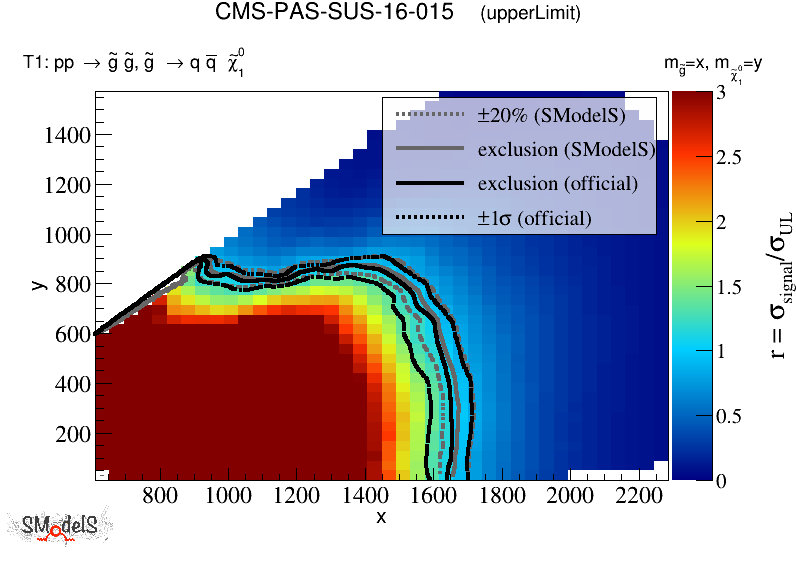 CMS-PAS-SUS-16-015 (upperLimit)
T1: pp → g̃ g̃, g̃ → q q̅ χ̃₁⁰
m_g̃=x, m_χ̃₁⁰=y
±20% (SModelS)
exclusion (SModelS)
exclusion (official)
±1σ (official)
1400
1200
1000
800
600
400
200
y
800 1000 1200 1400 1600 1800 2000 2200
x
3
2.5
2
1.5
1
0.5
0
r = σ_signal/σ_UL
SModelS